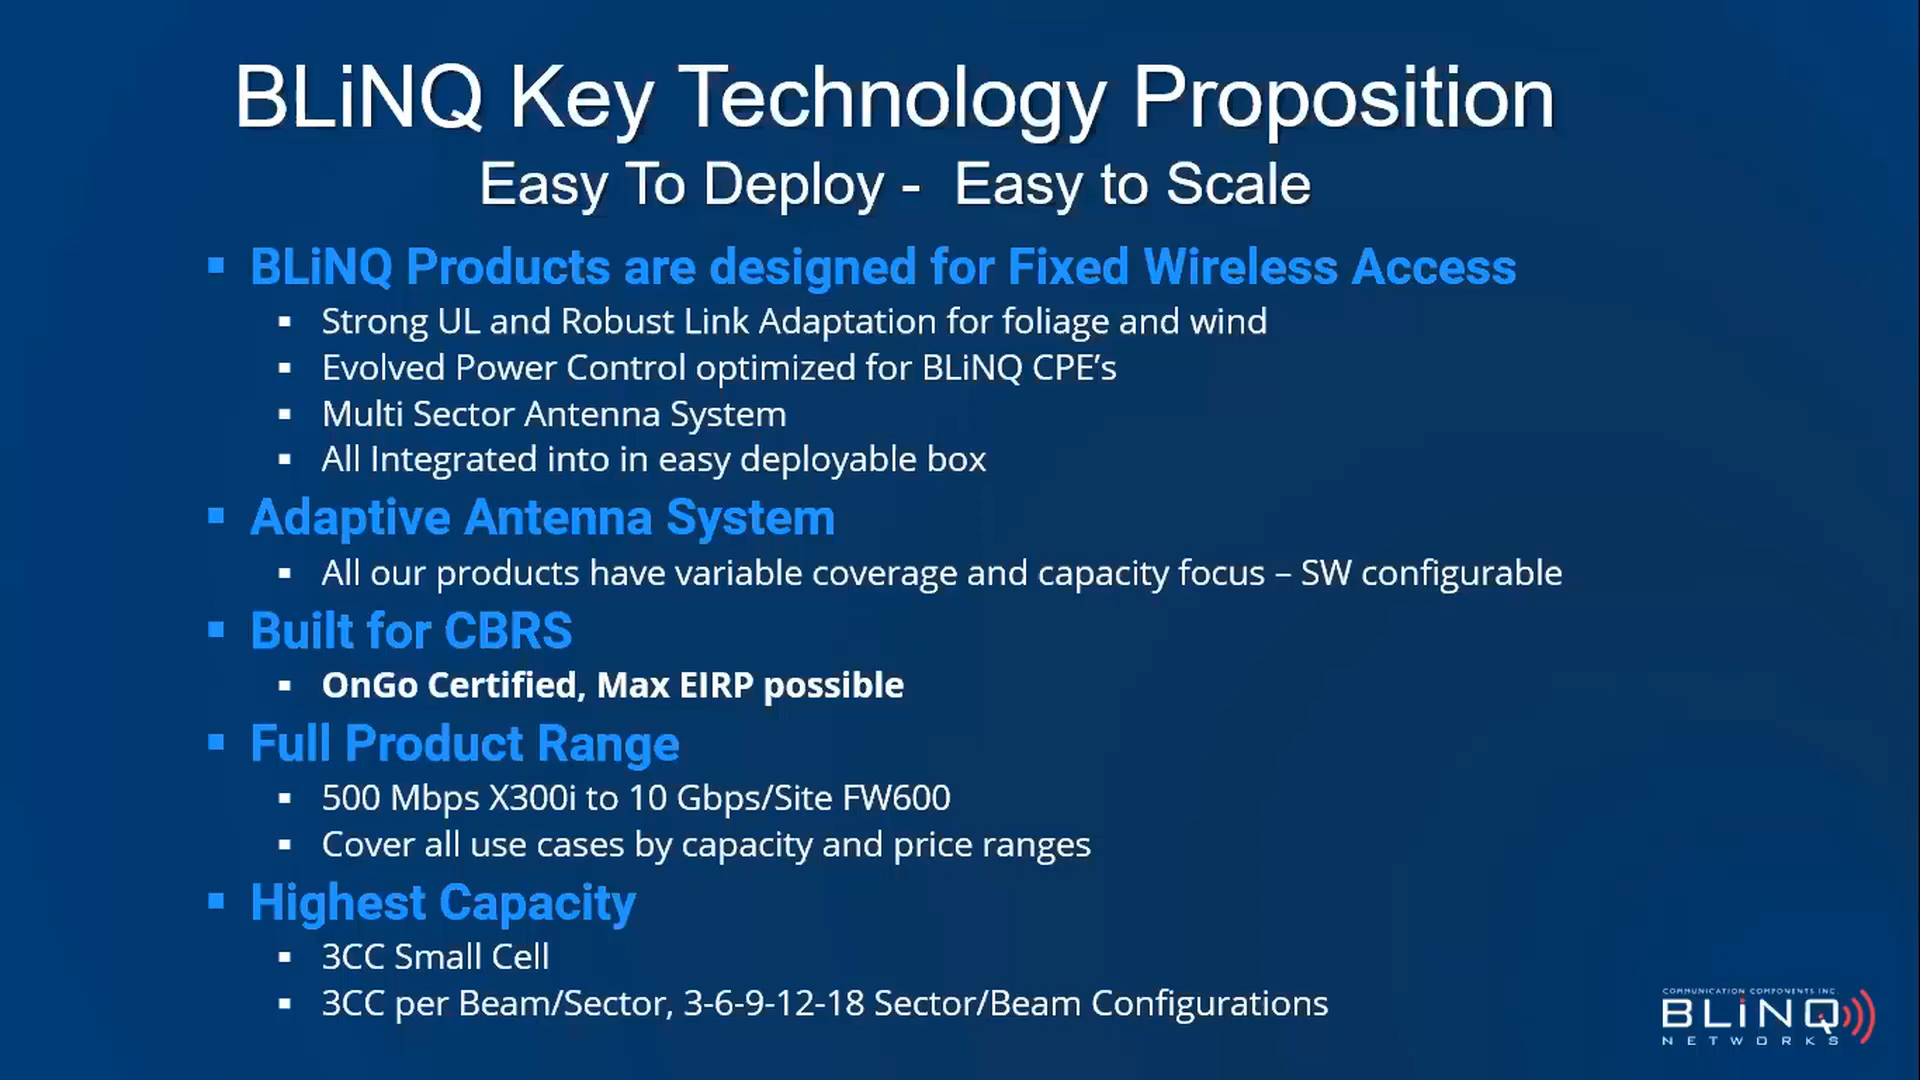 BLiNQ Key Technology Proposition
Easy To Deploy - Easy to Scale
▪ BLiNQ Products are designed for Fixed Wireless Access
▪ Strong UL and Robust Link Adaptation for foliage and wind
▪ Evolved Power Control optimized for BLiNQ CPE’s
▪ Multi Sector Antenna System
▪ All Integrated into in easy deployable box
▪ Adaptive Antenna System
▪ All our products have variable coverage and capacity focus – SW configurable
▪ Built for CBRS
▪ OnGo Certified, Max EIRP possible
▪ Full Product Range
▪ 500 Mbps X300i to 10 Gbps/Site FW600
▪ Cover all use cases by capacity and price ranges
▪ Highest Capacity
▪ 3CC Small Cell
▪ 3CC per Beam/Sector, 3-6-9-12-18 Sector/Beam Configurations
COMMUNICATION COMPONENTS INC.
BLiNQ
NETWORKS